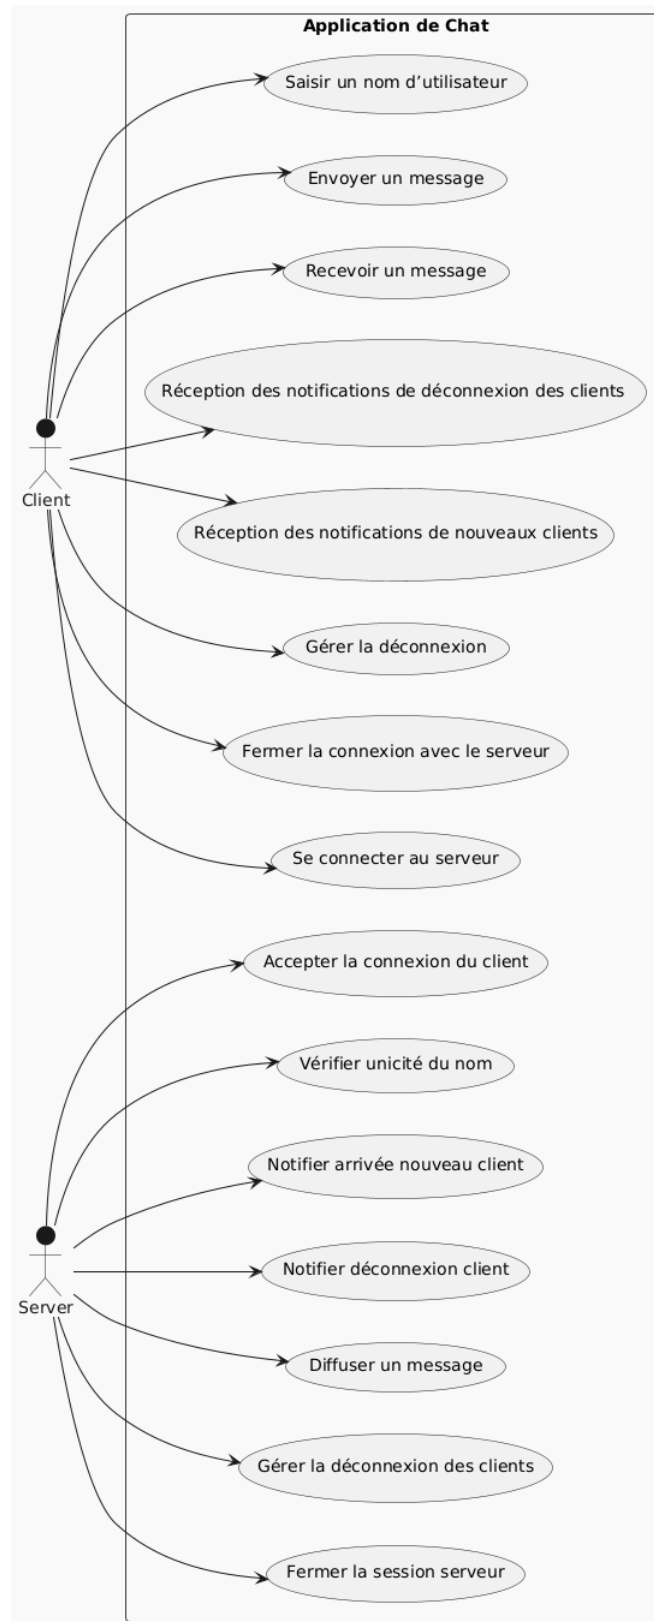 Application de Chat
Saisir un nom d’utilisateur
Envoyer un message
Recevoir un message
Réception des notifications de déconnexion des clients
Client
Réception des notifications de nouveaux clients
Gérer la déconnexion
Fermer la connexion avec le serveur
Se connecter au serveur
Accepter la connexion du client
Vérifier unicité du nom
Notifier arrivée nouveau client
Notifier déconnexion client
Server
Diffuser un message
Gérer la déconnexion des clients
Fermer la session serveur